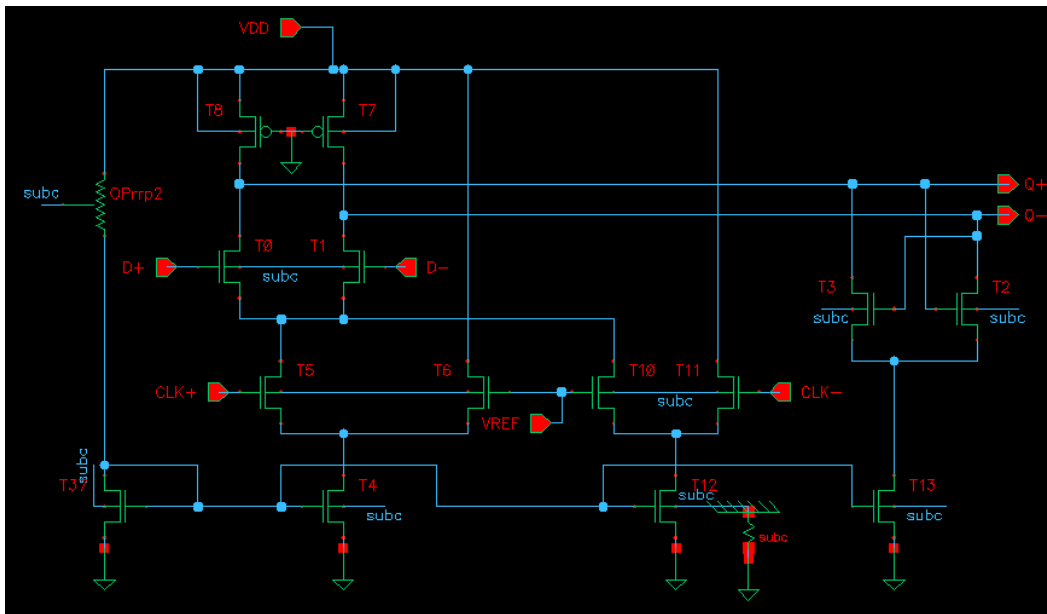 VDD
T8
T7
subc
OPrrp2
Q+
Q-
T0
T1
D+
subc
D-
T3
T2
subc
subc
T5
T6
T10
T11
CLK+
VREF
subc
CLK-
subc
T37
T4
subc
subc
T12
subc
T13
subc